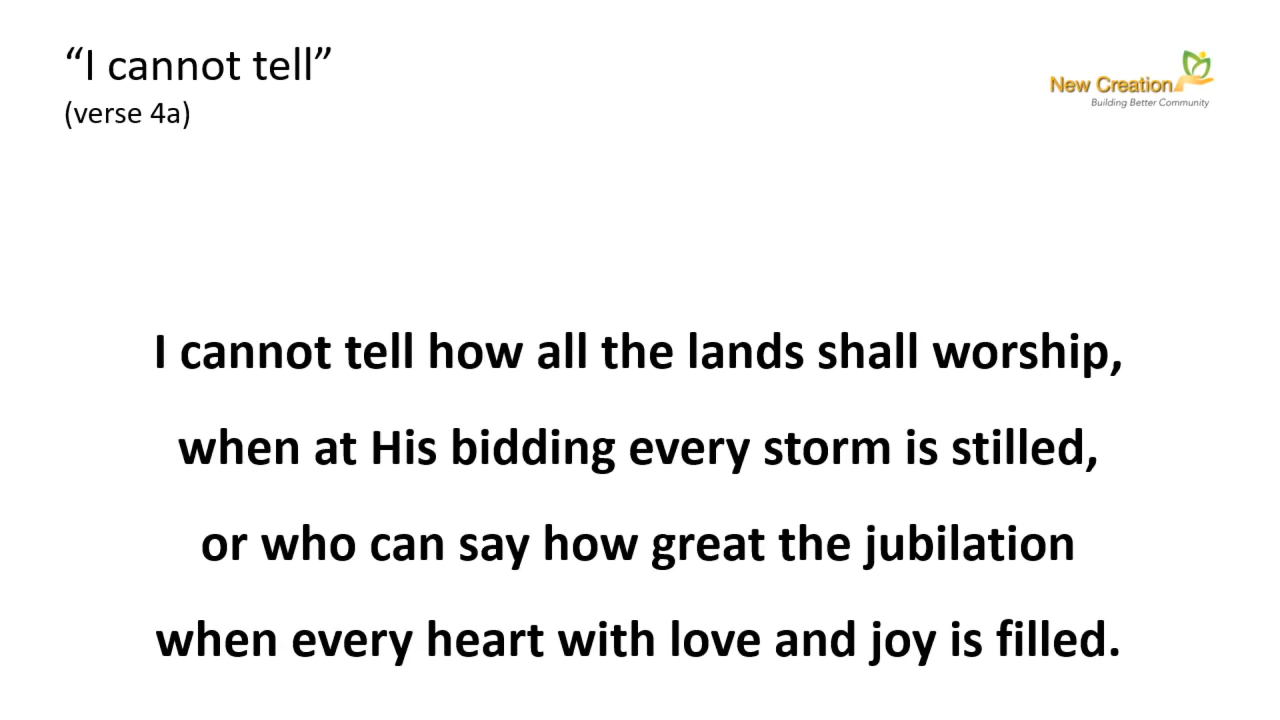 “I cannot tell”
(verse 4a)
New Creation
Building Better Community
I cannot tell how all the lands shall worship,
when at His bidding every storm is stilled,
or who can say how great the jubilation
when every heart with love and joy is filled.